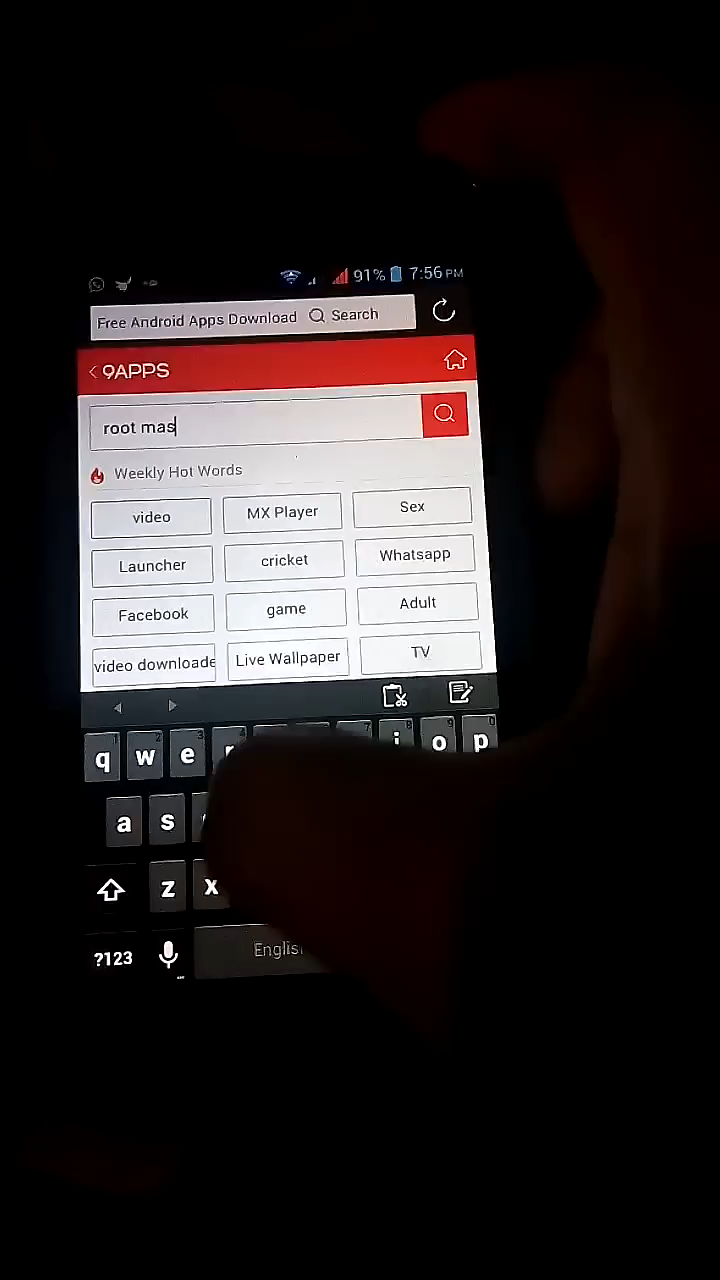 91% 7:56 PM
Free Android Apps Download Search
9APPS
root mas
Weekly Hot Words
video MX Player Sex
Launcher cricket Whatsapp
Facebook game Adult
video downloade Live Wallpaper TV
q w e r i o p
a s
z x
?123 Englis